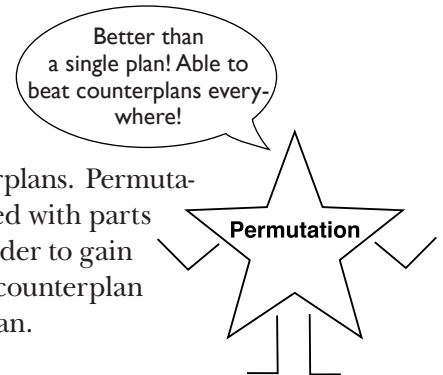 Better than
a single plan! Able to
beat counterplans every-
where!
rplans. Permuta-
ed with parts
der to gain
counterplan
an.
Permutation